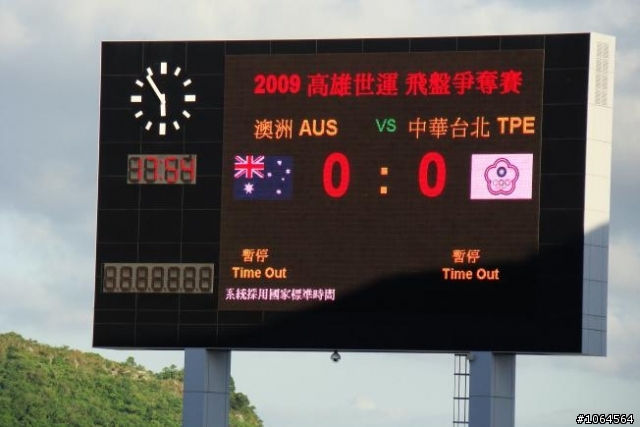 2009 高雄世運 飛盤爭奪賽
澳洲 AUS VS 中華台北 TPE
0 : 0
暫停 暫停
Time Out Time Out
系統採用國家標準時間
#1064564